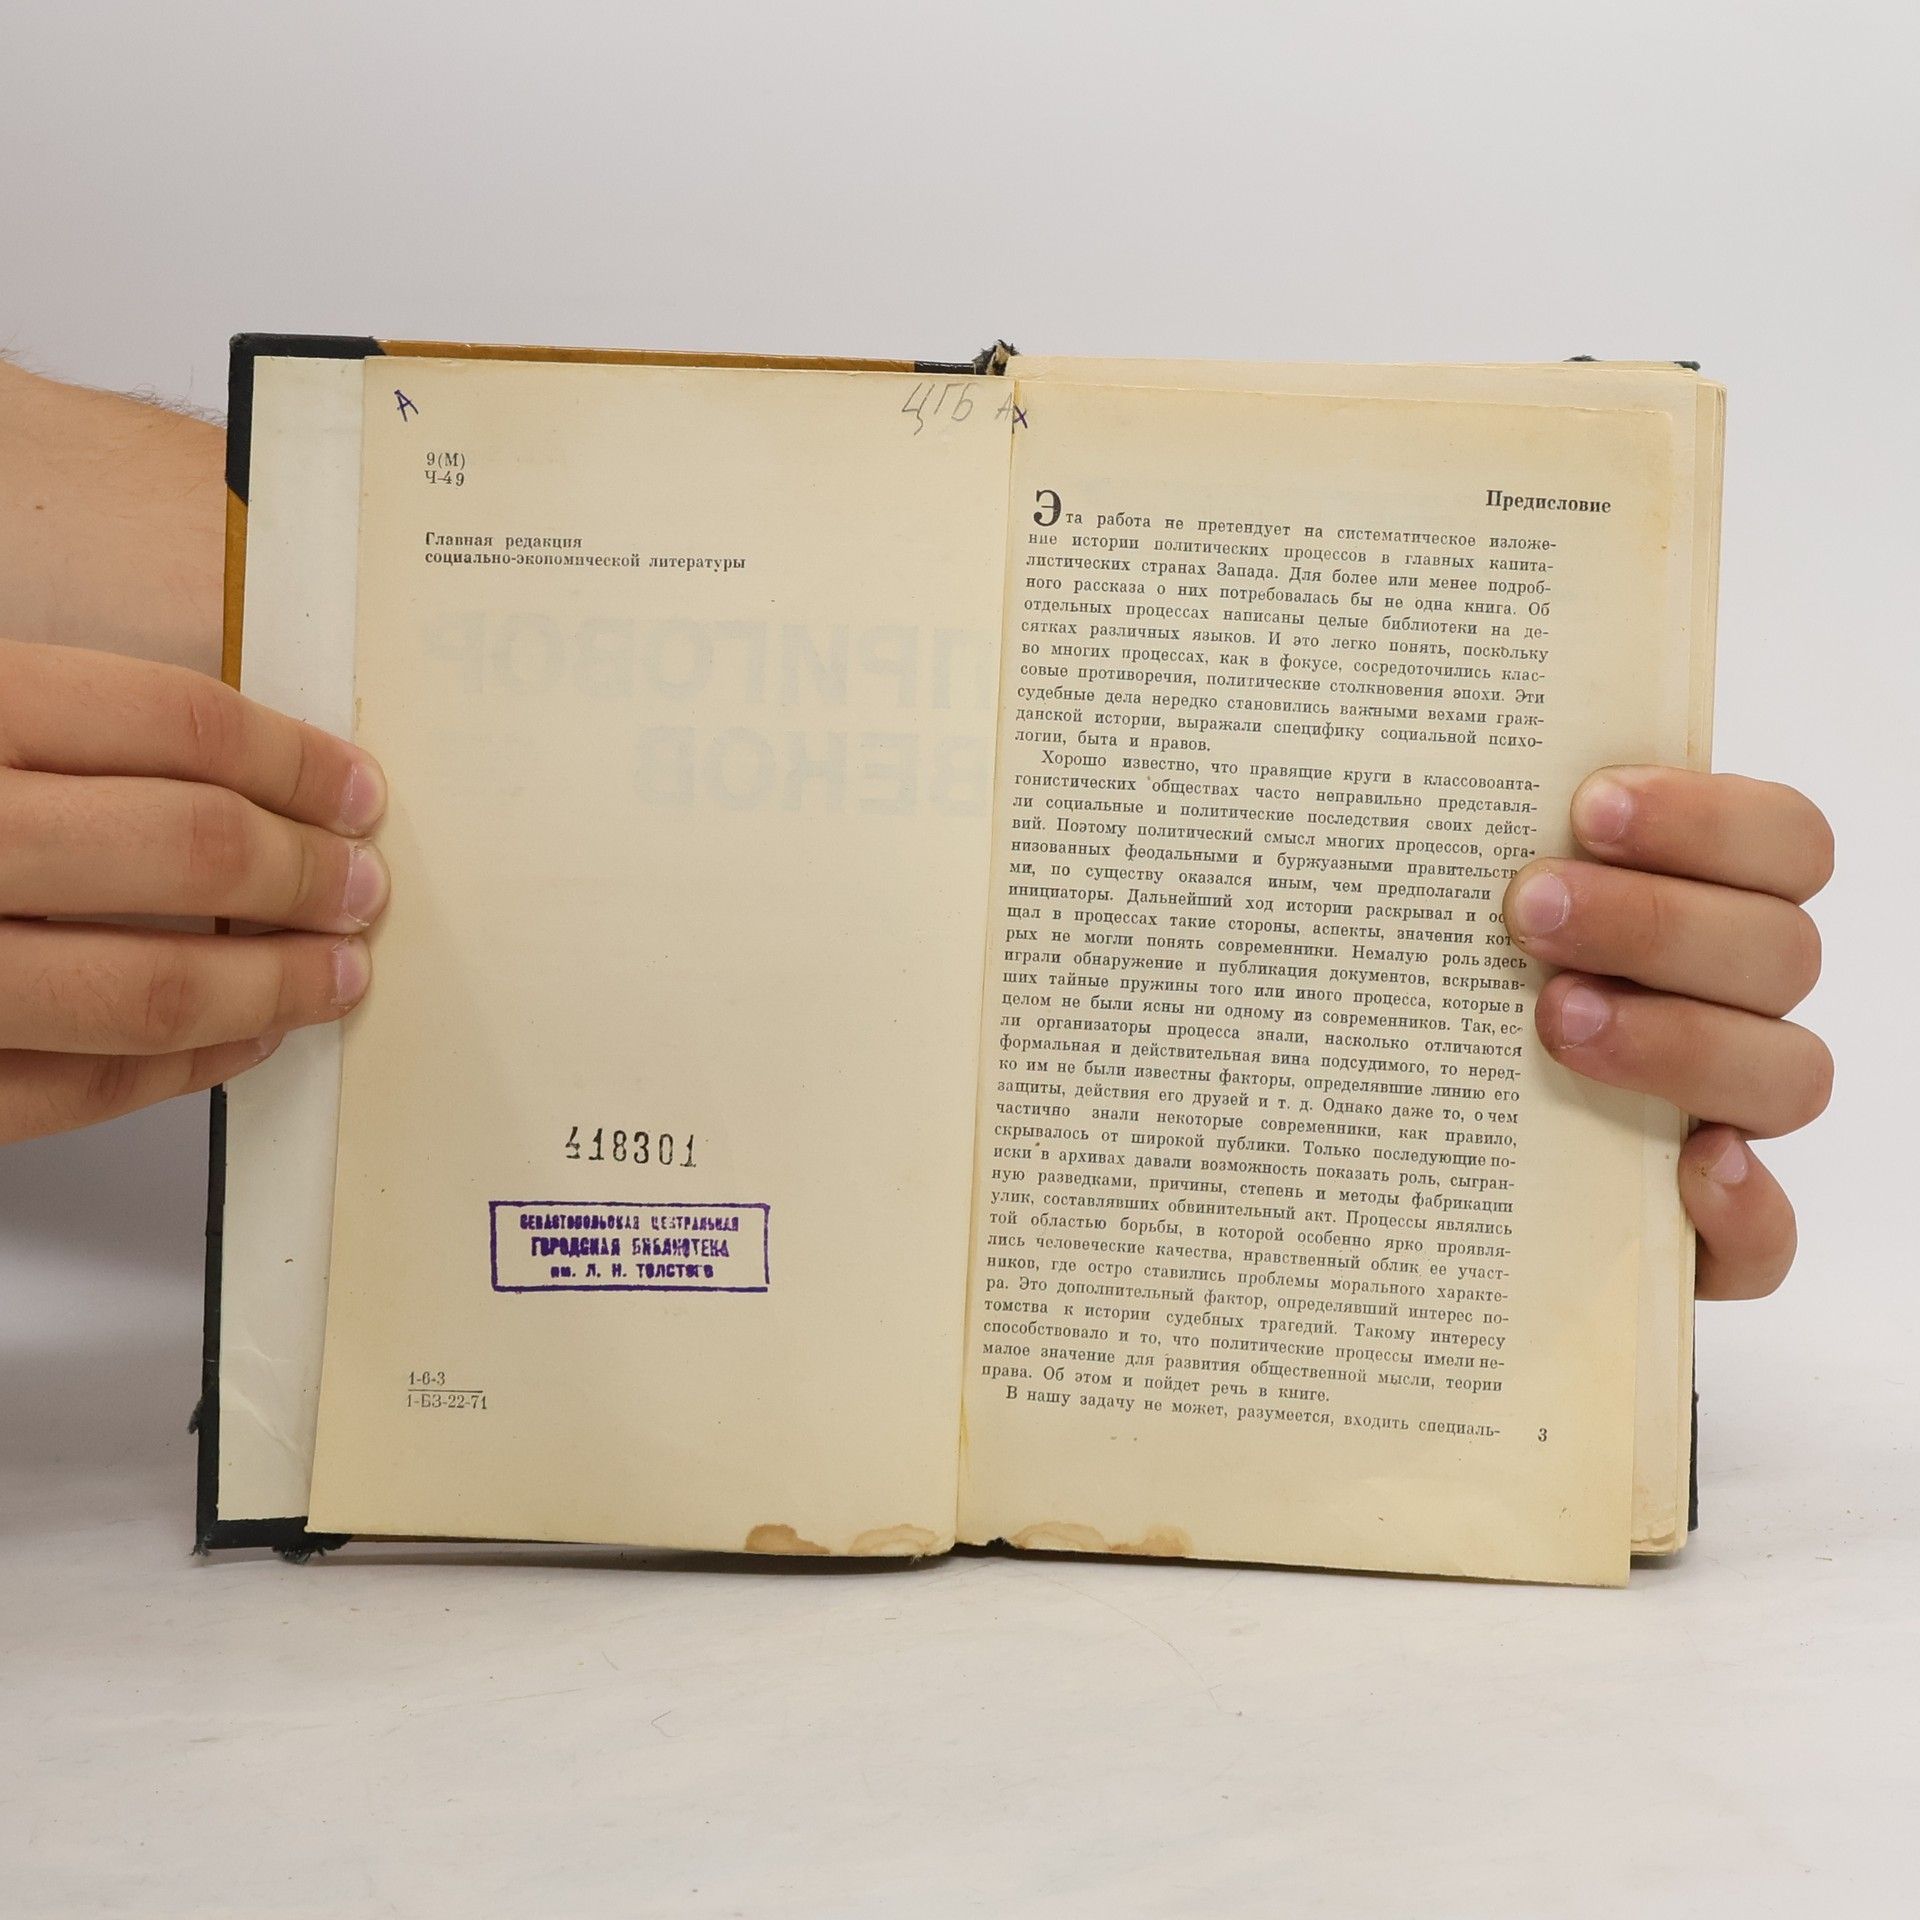 А
ЦГБ А
9(М)
Ч-49
Главная редакция
социально-экономической литературы
ПРИГОВОР
ВЕКОВ
418301
СЕВАСТОПОЛЬСКАЯ ЦЕНТРАЛЬНАЯ
ГОРОДСКАЯ БИБЛИОТЕКА
им. Л. Н. ТОЛСТОГО
1-6-3
1-БЗ-22-71
Предисловие
Эта работа не претендует на систематическое изложе-
ние истории политических процессов в главных капита-
листических странах Запада. Для более или менее подроб-
ного рассказа о них потребовалась бы не одна книга. Об
отдельных процессах написаны целые библиотеки на де-
сятках различных языков. И это легко понять, поскольку
во многих процессах, как в фокусе, сосредоточились клас-
совые противоречия, политические столкновения эпохи. Эти
судебные дела нередко становились важными вехами граж-
данской истории, выражали специфику социальной психо-
логии, быта и нравов.
Хорошо известно, что правящие круги в классовоанта-
гонистических обществах часто неправильно представля-
ли социальные и политические последствия своих дейст-
вий. Поэтому политический смысл многих процессов, орга-
низованных феодальными и буржуазными правительств
ми, по существу оказался иным, чем предполагали
инициаторы. Дальнейший ход истории раскрывал и
щал в процессах такие стороны, аспекты, значения кото-
рых не могли понять современники. Немалую роль здесь
играли обнаружение и публикация документов, вскрывав-
ших тайные пружины того или иного процесса, которые в
целом не были ясны ни одному из современников. Так, ес-
ли организаторы процесса знали, насколько отличаются
формальная и действительная вина подсудимого, то неред-
ко им не были известны факторы, определявшие линию его
защиты, действия его друзей и т. д. Однако даже то, о чем
частично знали некоторые современники, как правило,
скрывалось от широкой публики. Только последующие по-
иски в архивах давали возможность показать роль, сыгран-
ную разведками, причины, степень и методы фабрикации
улик, составлявших обвинительный акт. Процессы являлись
той областью борьбы, в которой особенно ярко проявля-
лись человеческие качества, нравственный облик ее участ-
ников, где остро ставились проблемы морального характе-
ра. Это дополнительный фактор, определявший интерес по-
томства к истории судебных трагедий. Такому интересу
способствовало и то, что политические процессы имели не-
малое значение для развития общественной мысли, теории
права. Об этом и пойдет речь в книге.
В нашу задачу не может, разумеется, входить специаль-
3